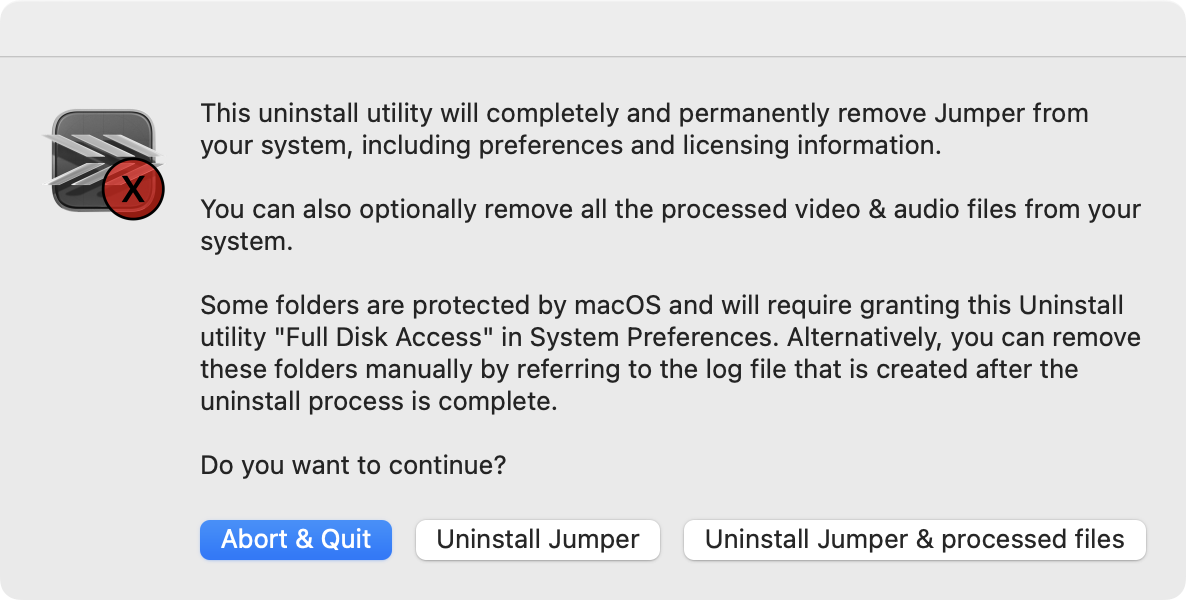 This uninstall utility will completely and permanently remove Jumper from
your system, including preferences and licensing information.
You can also optionally remove all the processed video & audio files from your
system.
Some folders are protected by macOS and will require granting this Uninstall
utility "Full Disk Access" in System Preferences. Alternatively, you can remove
these folders manually by referring to the log file that is created after the
uninstall process is complete.
Do you want to continue?
X
Abort & Quit
Uninstall Jumper
Uninstall Jumper & processed files